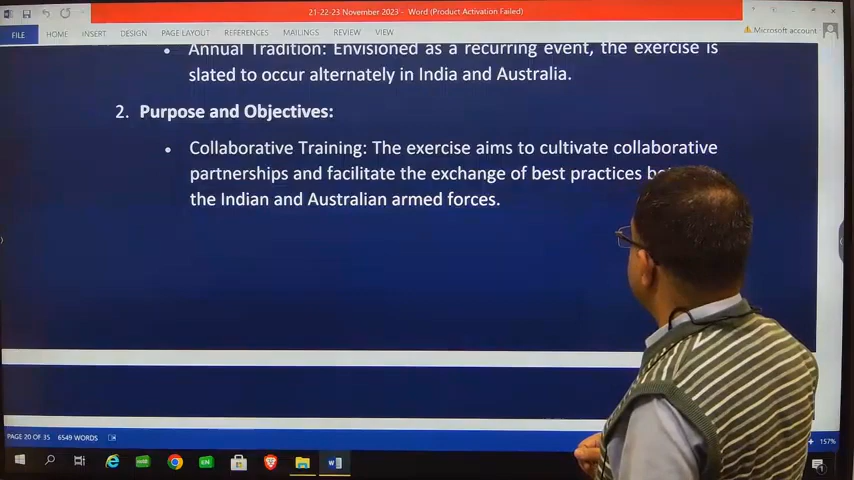 21-22-23 November 2023 - Word (Product Activation Failed)
FILE HOME INSERT DESIGN PAGE LAYOUT REFERENCES MAILINGS REVIEW VIEW
Microsoft account
• Annual Tradition: Envisioned as a recurring event, the exercise is
slated to occur alternately in India and Australia.
2. Purpose and Objectives:
• Collaborative Training: The exercise aims to cultivate collaborative
partnerships and facilitate the exchange of best practices
the Indian and Australian armed forces.
PAGE 20 OF 35 6549 WORDS
157%